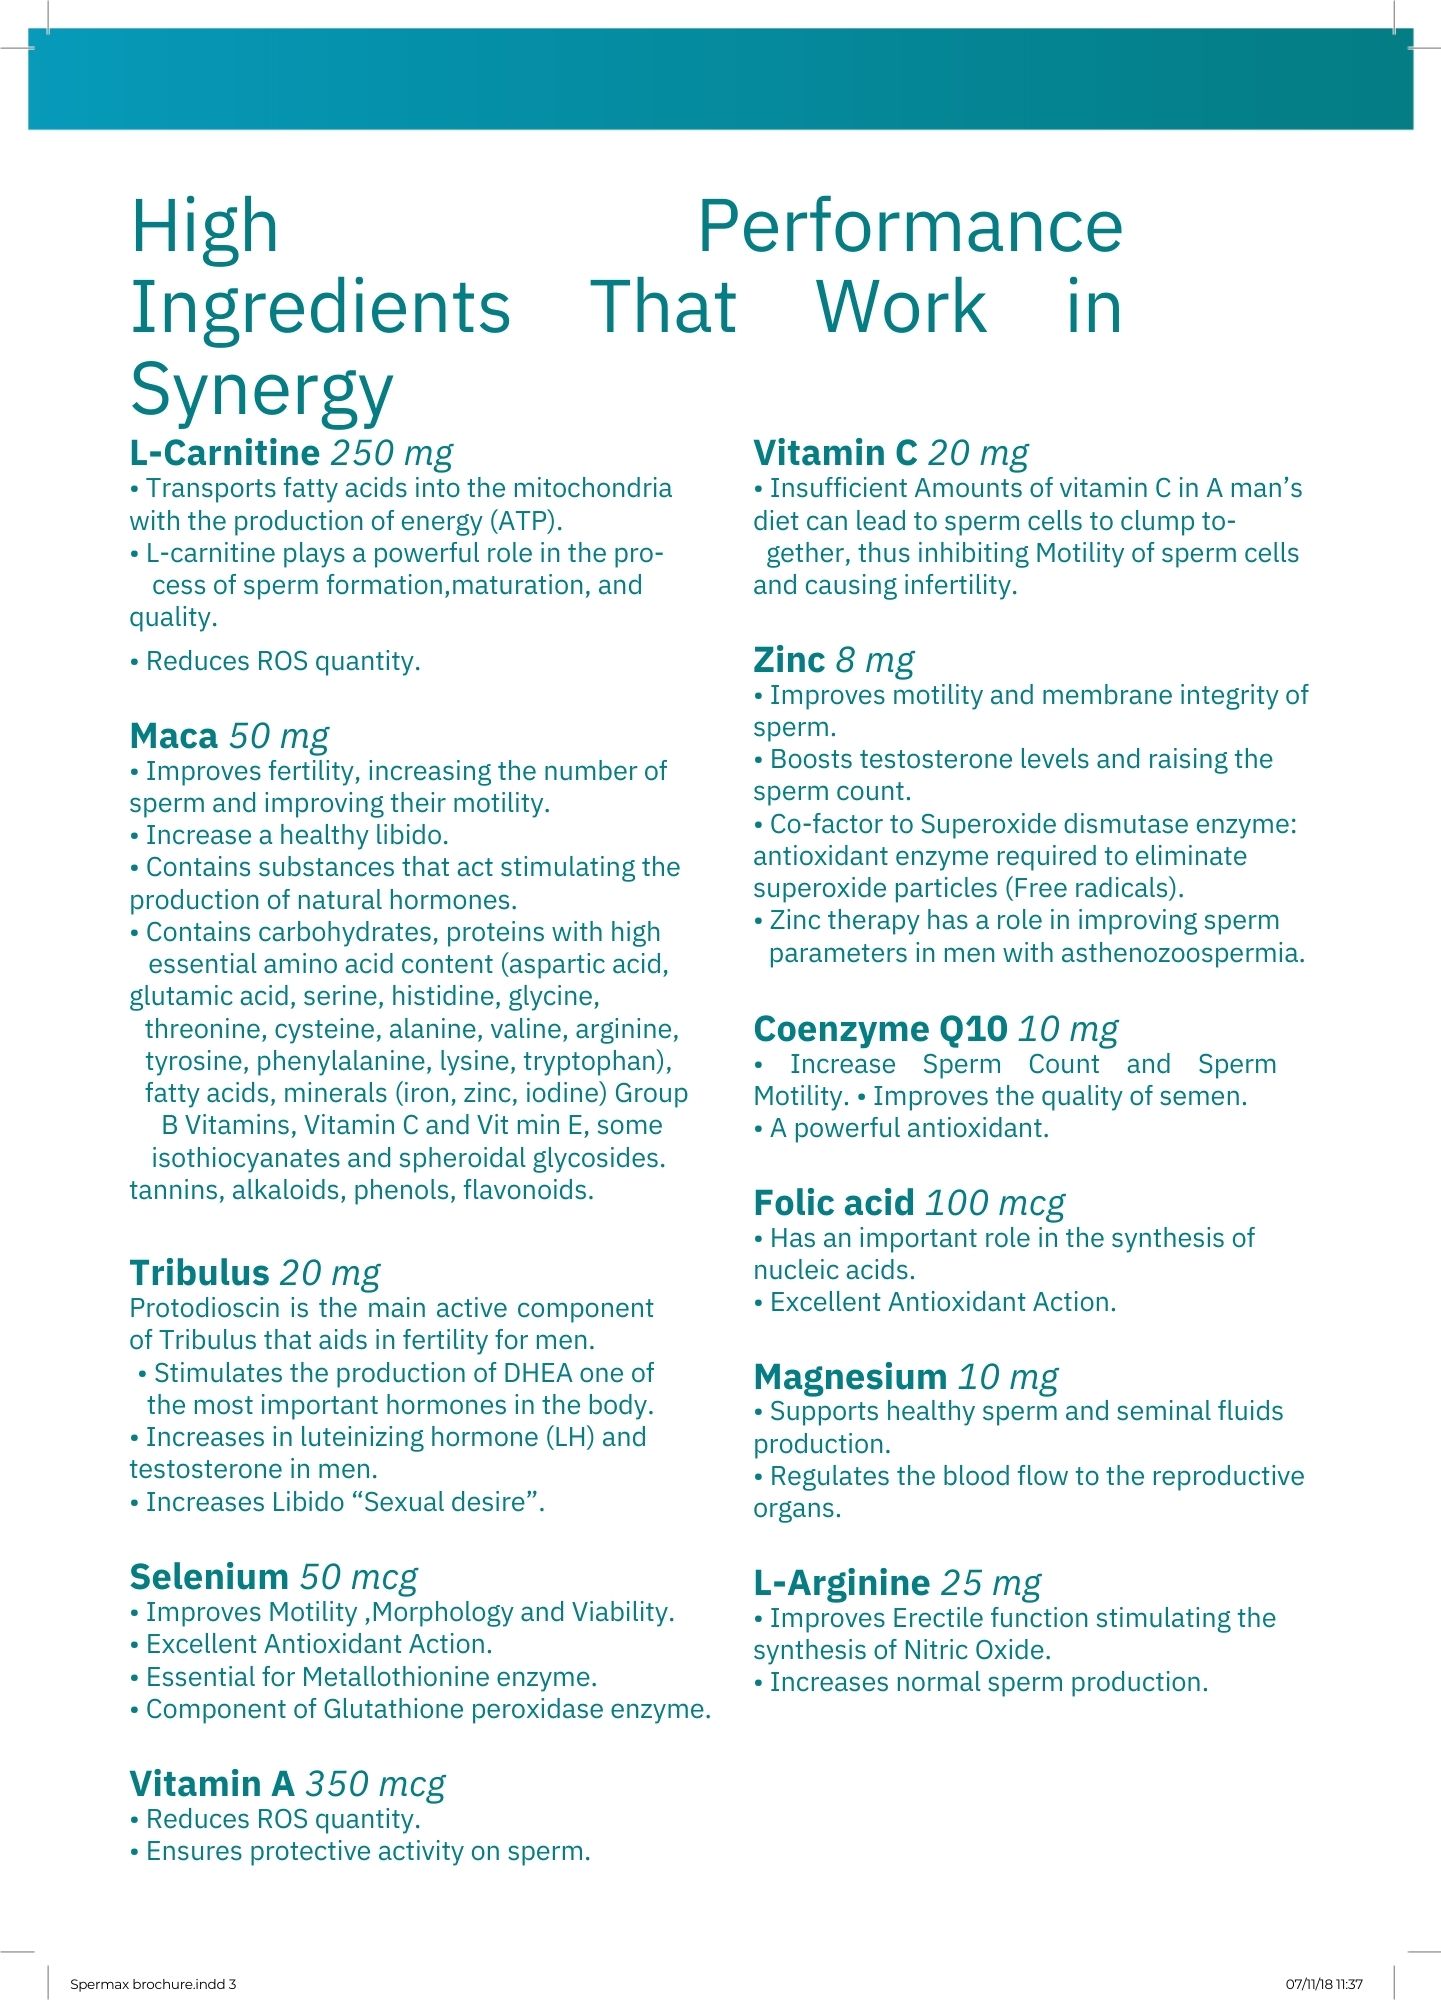 High Performance
Ingredients That Work in
Synergy
L-Carnitine 250 mg
• Transports fatty acids into the mitochondria
with the production of energy (ATP).
• L-carnitine plays a powerful role in the pro-
cess of sperm formation,maturation, and
quality.
• Reduces ROS quantity.
Maca 50 mg
• Improves fertility, increasing the number of
sperm and improving their motility.
• Increase a healthy libido.
• Contains substances that act stimulating the
production of natural hormones.
• Contains carbohydrates, proteins with high
essential amino acid content (aspartic acid,
glutamic acid, serine, histidine, glycine,
threonine, cysteine, alanine, valine, arginine,
tyrosine, phenylalanine, lysine, tryptophan),
fatty acids, minerals (iron, zinc, iodine) Group
B Vitamins, Vitamin C and Vit min E, some
isothiocyanates and spheroidal glycosides.
tannins, alkaloids, phenols, flavonoids.
Tribulus 20 mg
Protodioscin is the main active component
of Tribulus that aids in fertility for men.
• Stimulates the production of DHEA one of
the most important hormones in the body.
• Increases in luteinizing hormone (LH) and
testosterone in men.
• Increases Libido “Sexual desire”.
Selenium 50 mcg
• Improves Motility ,Morphology and Viability.
• Excellent Antioxidant Action.
• Essential for Metallothionine enzyme.
• Component of Glutathione peroxidase enzyme.
Vitamin A 350 mcg
• Reduces ROS quantity.
• Ensures protective activity on sperm.
Vitamin C 20 mg
• Insufficient Amounts of vitamin C in A man’s
diet can lead to sperm cells to clump to-
gether, thus inhibiting Motility of sperm cells
and causing infertility.
Zinc 8 mg
• Improves motility and membrane integrity of
sperm.
• Boosts testosterone levels and raising the
sperm count.
• Co-factor to Superoxide dismutase enzyme:
antioxidant enzyme required to eliminate
superoxide particles (Free radicals).
• Zinc therapy has a role in improving sperm
parameters in men with asthenozoospermia.
Coenzyme Q10 10 mg
• Increase Sperm Count and Sperm
Motility. • Improves the quality of semen.
• A powerful antioxidant.
Folic acid 100 mcg
• Has an important role in the synthesis of
nucleic acids.
• Excellent Antioxidant Action.
Magnesium 10 mg
• Supports healthy sperm and seminal fluids
production.
• Regulates the blood flow to the reproductive
organs.
L-Arginine 25 mg
• Improves Erectile function stimulating the
synthesis of Nitric Oxide.
• Increases normal sperm production.
Spermax brochure.indd 3
07/11/18 11:37